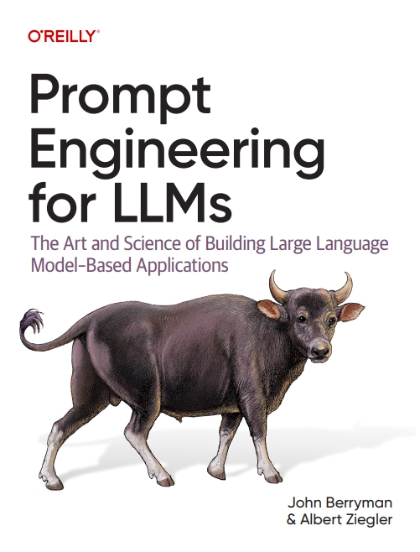 O'REILLY®
Prompt
Engineering
for LLMs
The Art and Science of Building Large Language
Model-Based Applications
John Berryman
& Albert Ziegler